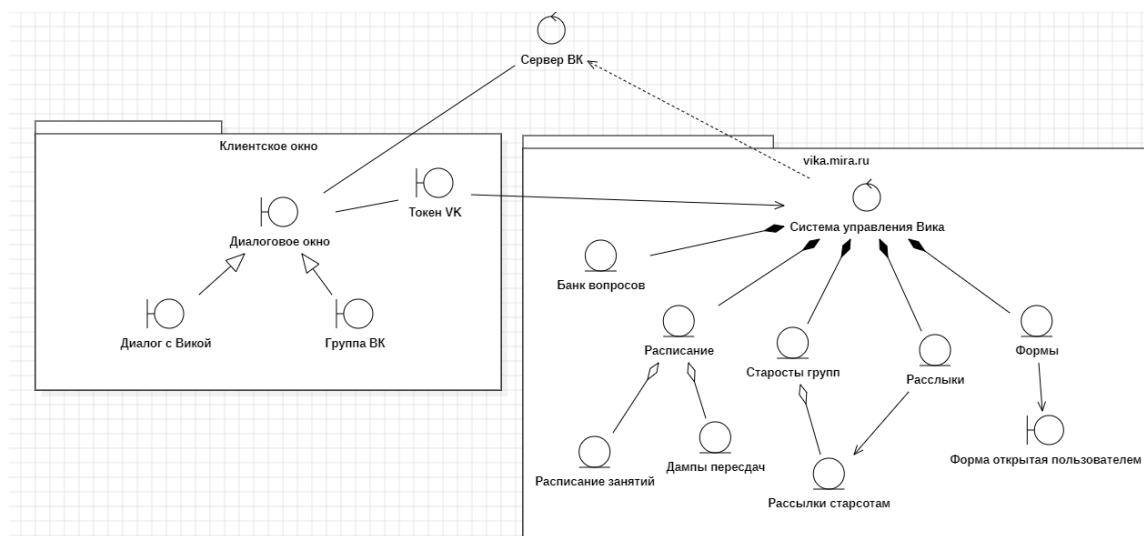 Сервер ВК
Клиентское окно
vika.mira.ru
Токен VK
Диалоговое окно
Система управления Вика
Банк вопросов
Диалог с Викой
Группа ВК
Расписание
Старосты групп
Расслыки
Формы
Расписание занятий
Дампы пересдач
Форма открытая пользователем
Рассылки старсотам